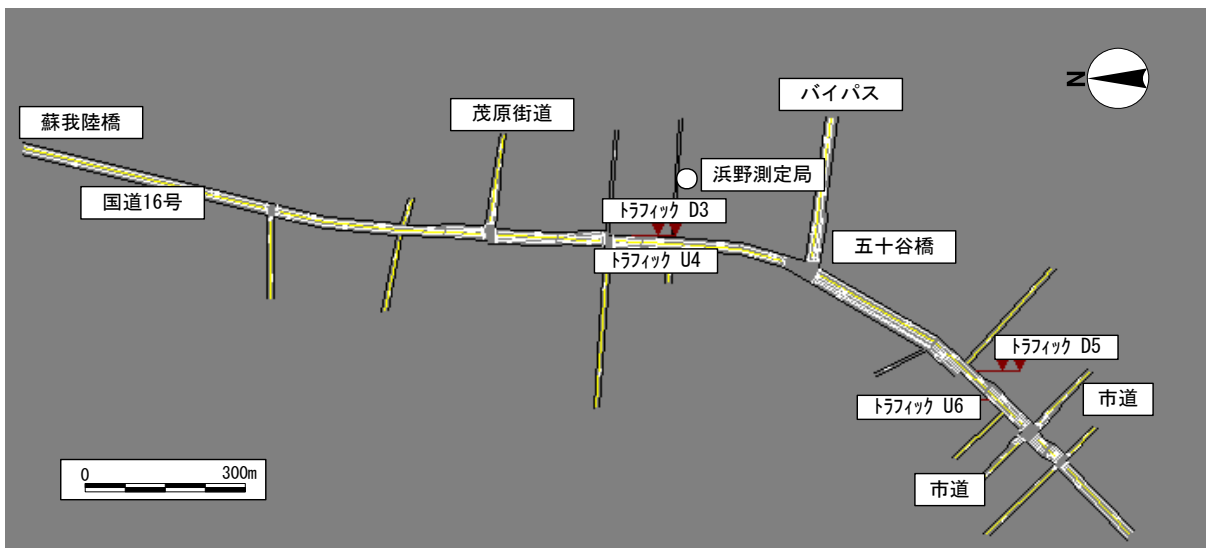 N
バイパス
茂原街道
蘇我陸橋
浜野測定局
国道16号
ﾄﾗﾌｨｯｸ D3
五十谷橋
ﾄﾗﾌｨｯｸ U4
ﾄﾗﾌｨｯｸ D5
市道
ﾄﾗﾌｨｯｸ U6
0 300m
市道